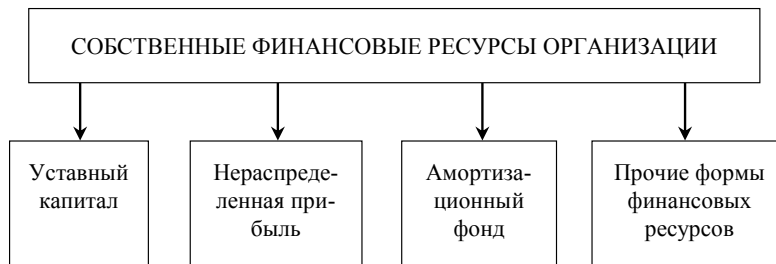 СОБСТВЕННЫЕ ФИНАНСОВЫЕ РЕСУРСЫ ОРГАНИЗАЦИИ
Уставный
капитал
Нераспреде-
ленная при-
быль
Амортиза-
ционный
фонд
Прочие формы
финансовых
ресурсов